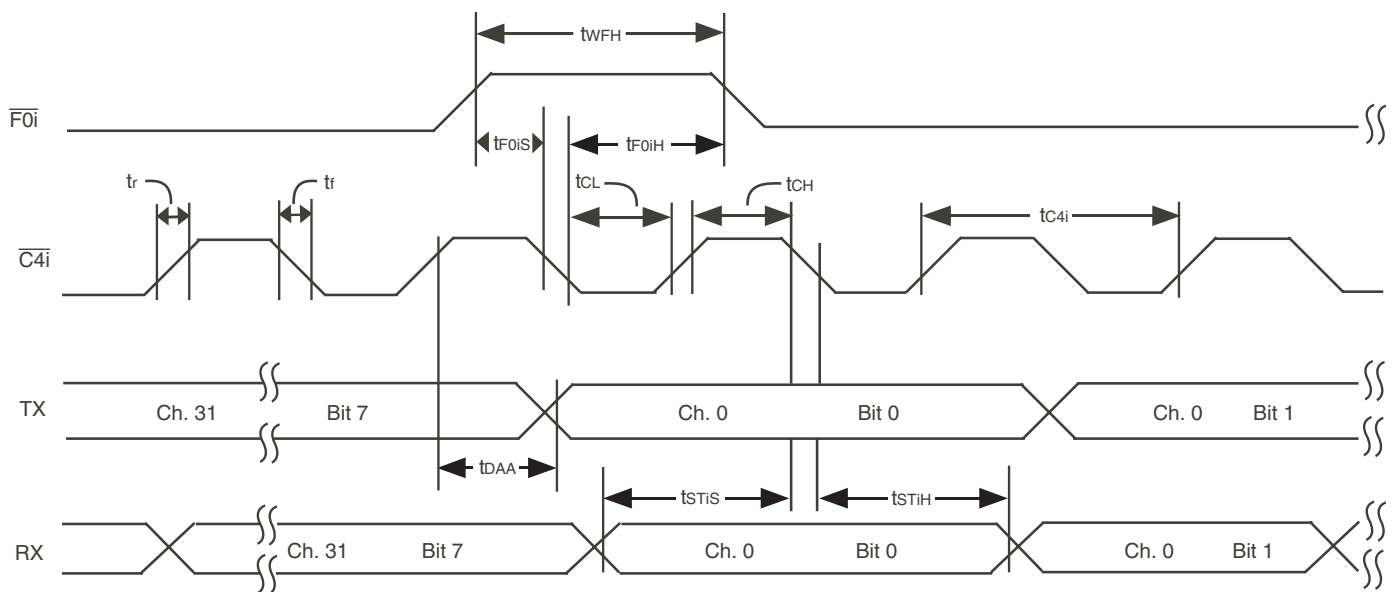 tWFH
F0i
tF0iS
tF0iH
tr
tf
tCL
tCH
tC4i
C4i
TX
Ch. 31 Bit 7 Ch. 0 Bit 0 Ch. 0 Bit 1
tDAA
tSTiS
tSTiH
RX
Ch. 31 Bit 7 Ch. 0 Bit 0 Ch. 0 Bit 1